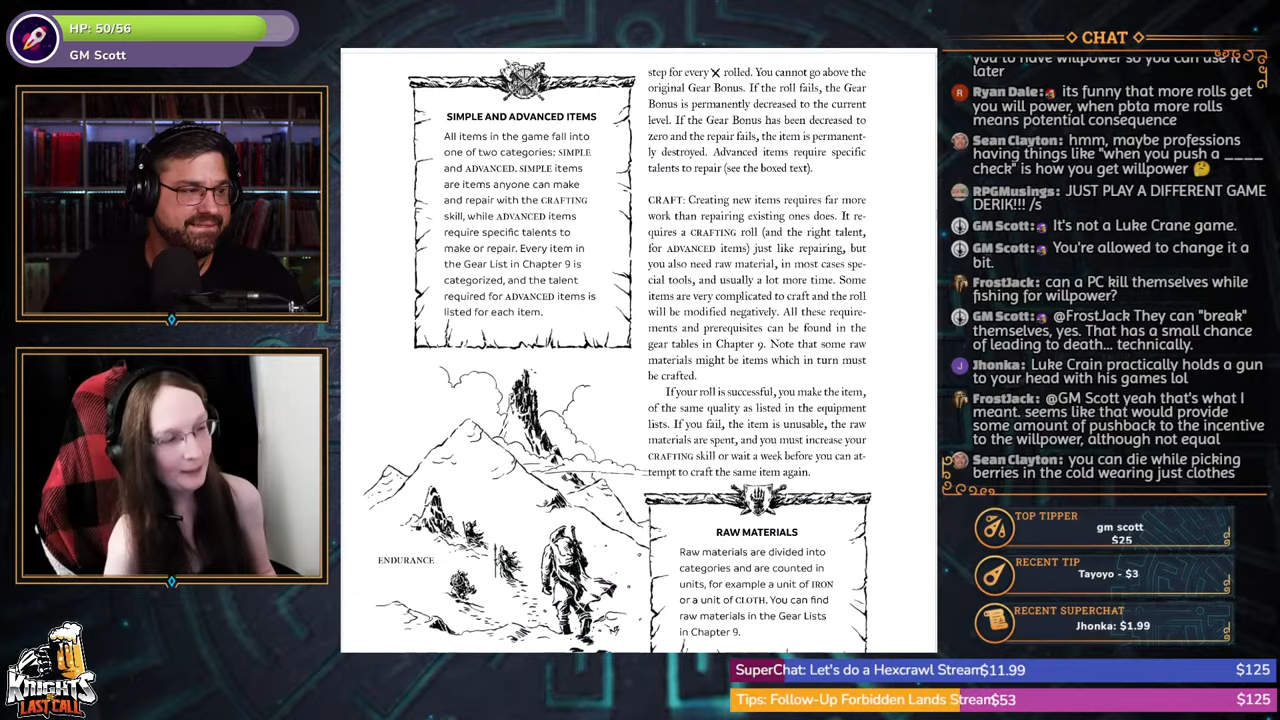 HP: 50/56
GM Scott
SIMPLE AND ADVANCED ITEMS
All items in the game fall into
one of two categories: SIMPLE
and ADVANCED. SIMPLE items
are items anyone can make
and repair with the CRAFTING
skill, while ADVANCED items
require specific talents to
make or repair. Every item in
the Gear List in Chapter 9 is
categorized, and the talent
required for ADVANCED items is
listed for each item.
ENDURANCE
step for every X rolled. You cannot go above the
original Gear Bonus. If the roll fails, the Gear
Bonus is permanently decreased to the current
level. If the Gear Bonus has been decreased to
zero and the repair fails, the item is permanent-
ly destroyed. Advanced items require specific
talents to repair (see the boxed text).
CRAFT: Creating new items requires far more
work than repairing existing ones does. It re-
quires a CRAFTING roll (and the right talent,
for ADVANCED items) just like repairing, but
you also need raw material, in most cases spe-
cial tools, and usually a lot more time. Some
items are very complicated to craft and the roll
will be modified negatively. All these require-
ments and prerequisites can be found in the
gear tables in Chapter 9. Note that some raw
materials might be items which in turn must
be crafted.
If your roll is successful, you make the item,
of the same quality as listed in the equipment
lists. If you fail, the item is unusable, the raw
materials are spent, and you must increase your
CRAFTING skill or wait a week before you can at-
tempt to craft the same item again.
RAW MATERIALS
Raw materials are divided into
categories and are counted in
units, for example a unit of IRON
or a unit of CLOTH. You can find
raw materials in the Gear Lists
in Chapter 9.
CHAT
you to have willpower so you can use it
later
R Ryan Dale: its funny that more rolls get
you will power, when pbta more rolls
means potential consequence
Sean Clayton: hmm, maybe professions
having things like "when you push a ____
check" is how you get willpower 🤔
RPGMusings: JUST PLAY A DIFFERENT GAME
DERIK!!! /s
GM Scott: It's not a Luke Crane game.
GM Scott: You're allowed to change it a
bit.
FrostJack: can a PC kill themselves while
fishing for willpower?
GM Scott: @FrostJack They can "break"
themselves, yes. That has a small chance
of leading to death... technically.
J Jhonka: Luke Crain practically holds a gun
to your head with his games lol
FrostJack: @GM Scott yeah that's what I
meant. seems like that would provide
some amount of pushback to the incentive
to the willpower, although not equal
Sean Clayton: you can die while picking
berries in the cold wearing just clothes
TOP TIPPER
gm scott
$25
RECENT TIP
Tayoyo - $3
RECENT SUPERCHAT
Jhonka: $1.99
SuperChat: Let's do a Hexcrawl Stream $11.99 $125
Tips: Follow-Up Forbidden Lands Stream $53 $125
KNIGHTS
OF
LAST CALL